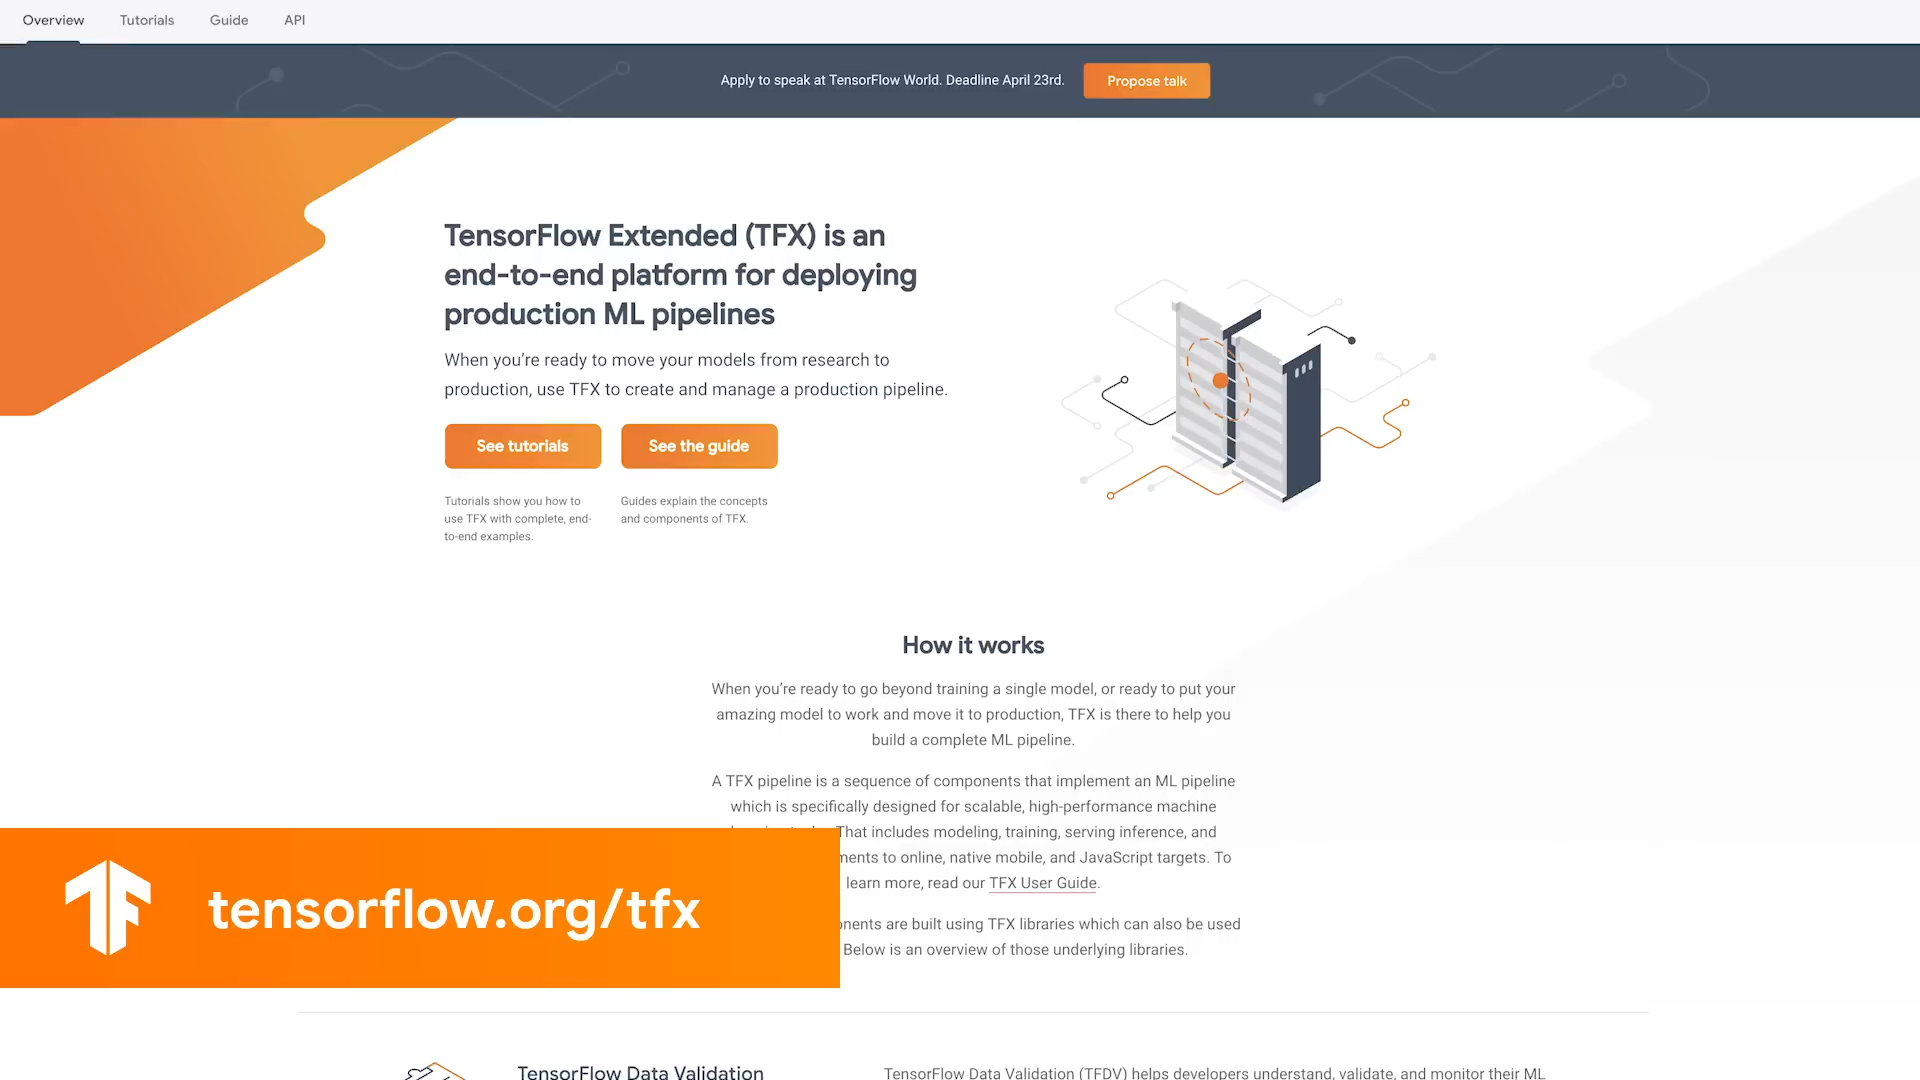 Overview Tutorials Guide API
Apply to speak at TensorFlow World. Deadline April 23rd. Propose talk
TensorFlow Extended (TFX) is an
end-to-end platform for deploying
production ML pipelines
When you’re ready to move your models from research to
production, use TFX to create and manage a production pipeline.
See tutorials
Tutorials show you how to
use TFX with complete, end-
to-end examples.
See the guide
Guides explain the concepts
and components of TFX.
How it works
When you’re ready to go beyond training a single model, or ready to put your
amazing model to work and move it to production, TFX is there to help you
build a complete ML pipeline.
A TFX pipeline is a sequence of components that implement an ML pipeline
which is specifically designed for scalable, high-performance machine
That includes modeling, training, serving inference, and
to online, native mobile, and JavaScript targets. To
learn more, read our TFX User Guide.
are built using TFX libraries which can also be used
Below is an overview of those underlying libraries.
tensorflow.org/tfx
TensorFlow Data Validation
TensorFlow Data Validation (TFDV) helps developers understand, validate, and monitor their ML